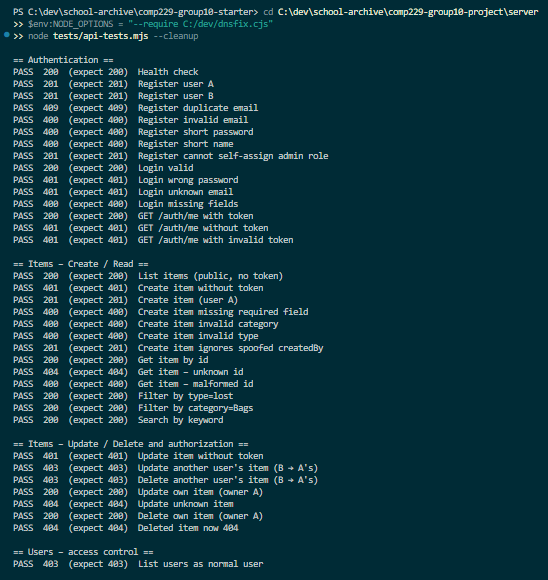 PS C:\dev\school-archive\comp229-group10-starter> cd C:\dev\school-archive\comp229-group10-project\server
>> $env:NODE_OPTIONS = "--require C:/dev/dnsfix.cjs"
>> node tests/api-tests.mjs --cleanup
== Authentication ==
PASS 200 (expect 200) Health check
PASS 201 (expect 201) Register user A
PASS 201 (expect 201) Register user B
PASS 409 (expect 409) Register duplicate email
PASS 400 (expect 400) Register invalid email
PASS 400 (expect 400) Register short password
PASS 400 (expect 400) Register short name
PASS 201 (expect 201) Register cannot self-assign admin role
PASS 200 (expect 200) Login valid
PASS 401 (expect 401) Login wrong password
PASS 401 (expect 401) Login unknown email
PASS 400 (expect 400) Login missing fields
PASS 200 (expect 200) GET /auth/me with token
PASS 401 (expect 401) GET /auth/me without token
PASS 401 (expect 401) GET /auth/me with invalid token
== Items – Create / Read ==
PASS 200 (expect 200) List items (public, no token)
PASS 401 (expect 401) Create item without token
PASS 201 (expect 201) Create item (user A)
PASS 400 (expect 400) Create item missing required field
PASS 400 (expect 400) Create item invalid category
PASS 400 (expect 400) Create item invalid type
PASS 201 (expect 201) Create item ignores spoofed createdBy
PASS 200 (expect 200) Get item by id
PASS 404 (expect 404) Get item – unknown id
PASS 400 (expect 400) Get item – malformed id
PASS 200 (expect 200) Filter by type=lost
PASS 200 (expect 200) Filter by category=Bags
PASS 200 (expect 200) Search by keyword
== Items – Update / Delete and authorization ==
PASS 401 (expect 401) Update item without token
PASS 403 (expect 403) Update another user's item (B → A's)
PASS 403 (expect 403) Delete another user's item (B → A's)
PASS 200 (expect 200) Update own item (owner A)
PASS 404 (expect 404) Update unknown item
PASS 200 (expect 200) Delete own item (owner A)
PASS 404 (expect 404) Deleted item now 404
== Users – access control ==
PASS 403 (expect 403) List users as normal user